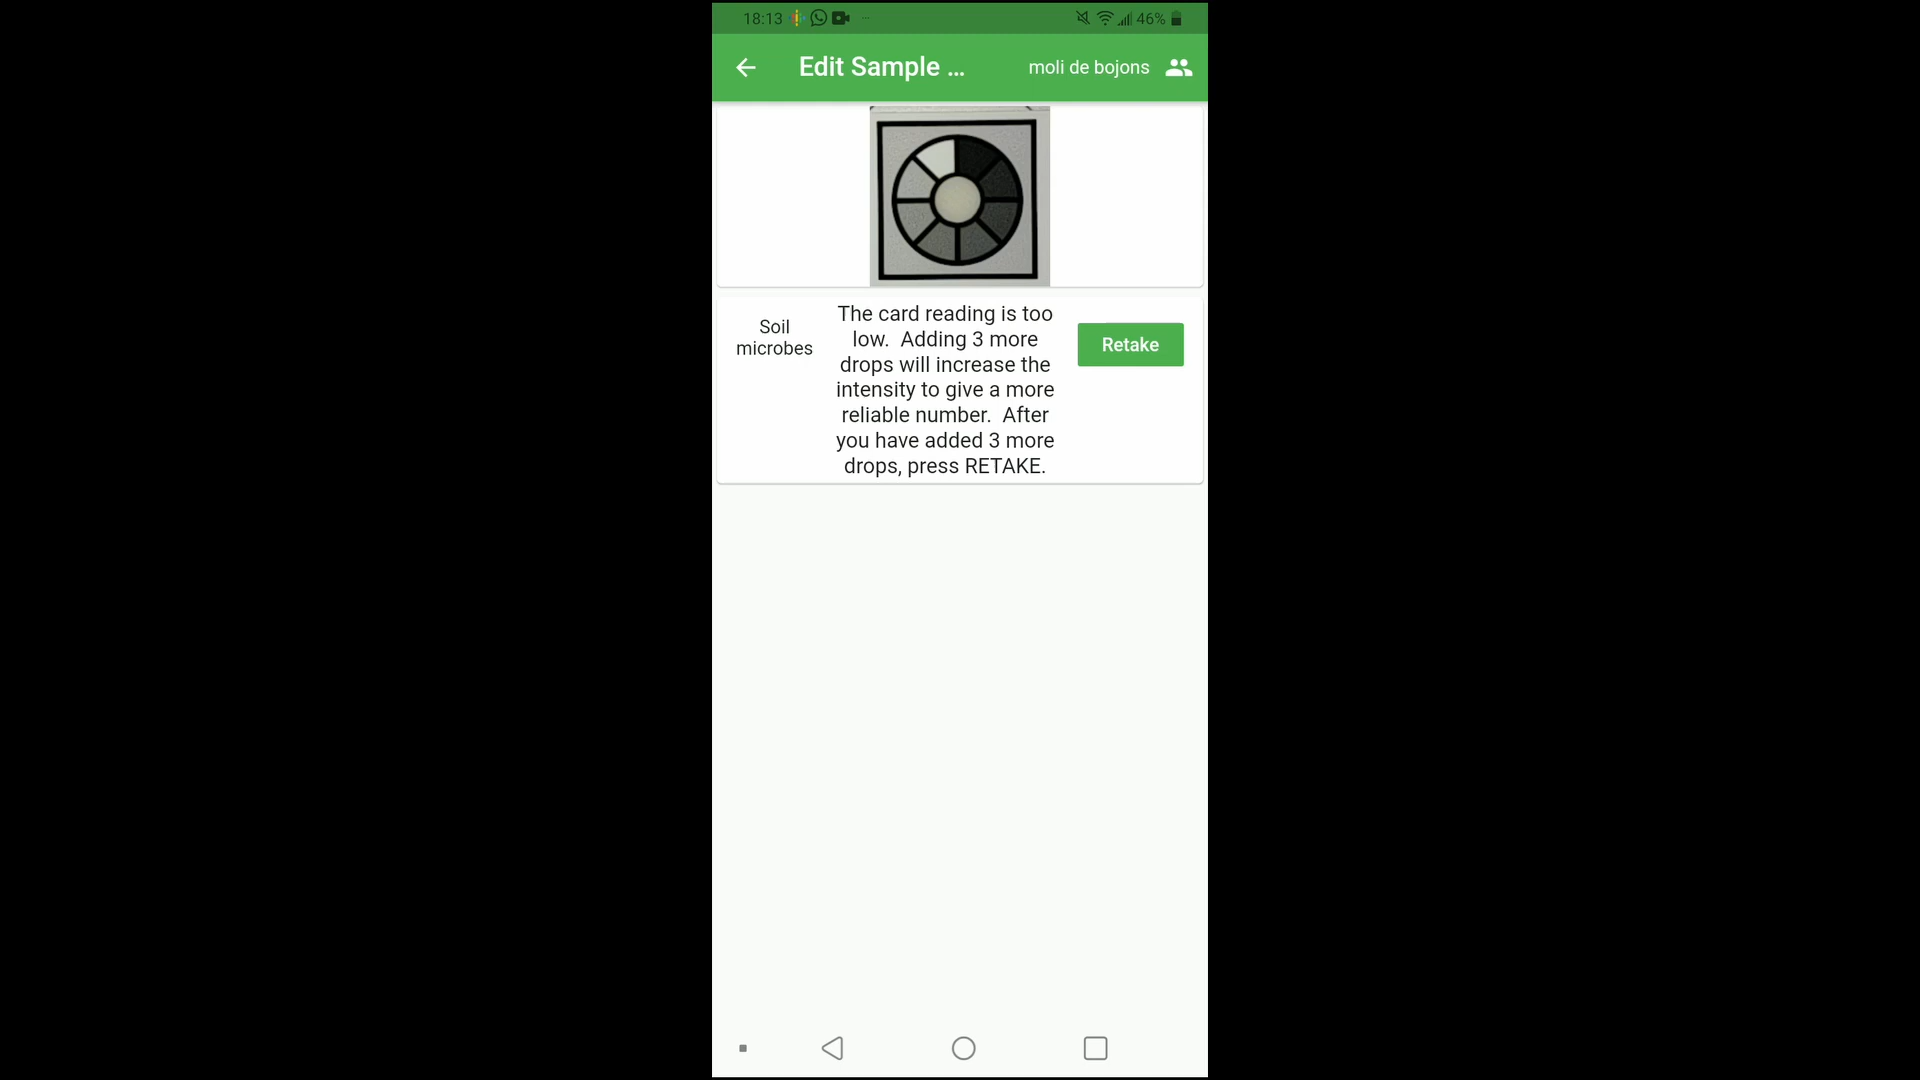 18:13
46%
Edit Sample ...
moli de bojons
Soil
microbes
The card reading is too
low.  Adding 3 more
drops will increase the
intensity to give a more
reliable number.  After
you have added 3 more
drops, press RETAKE.
Retake